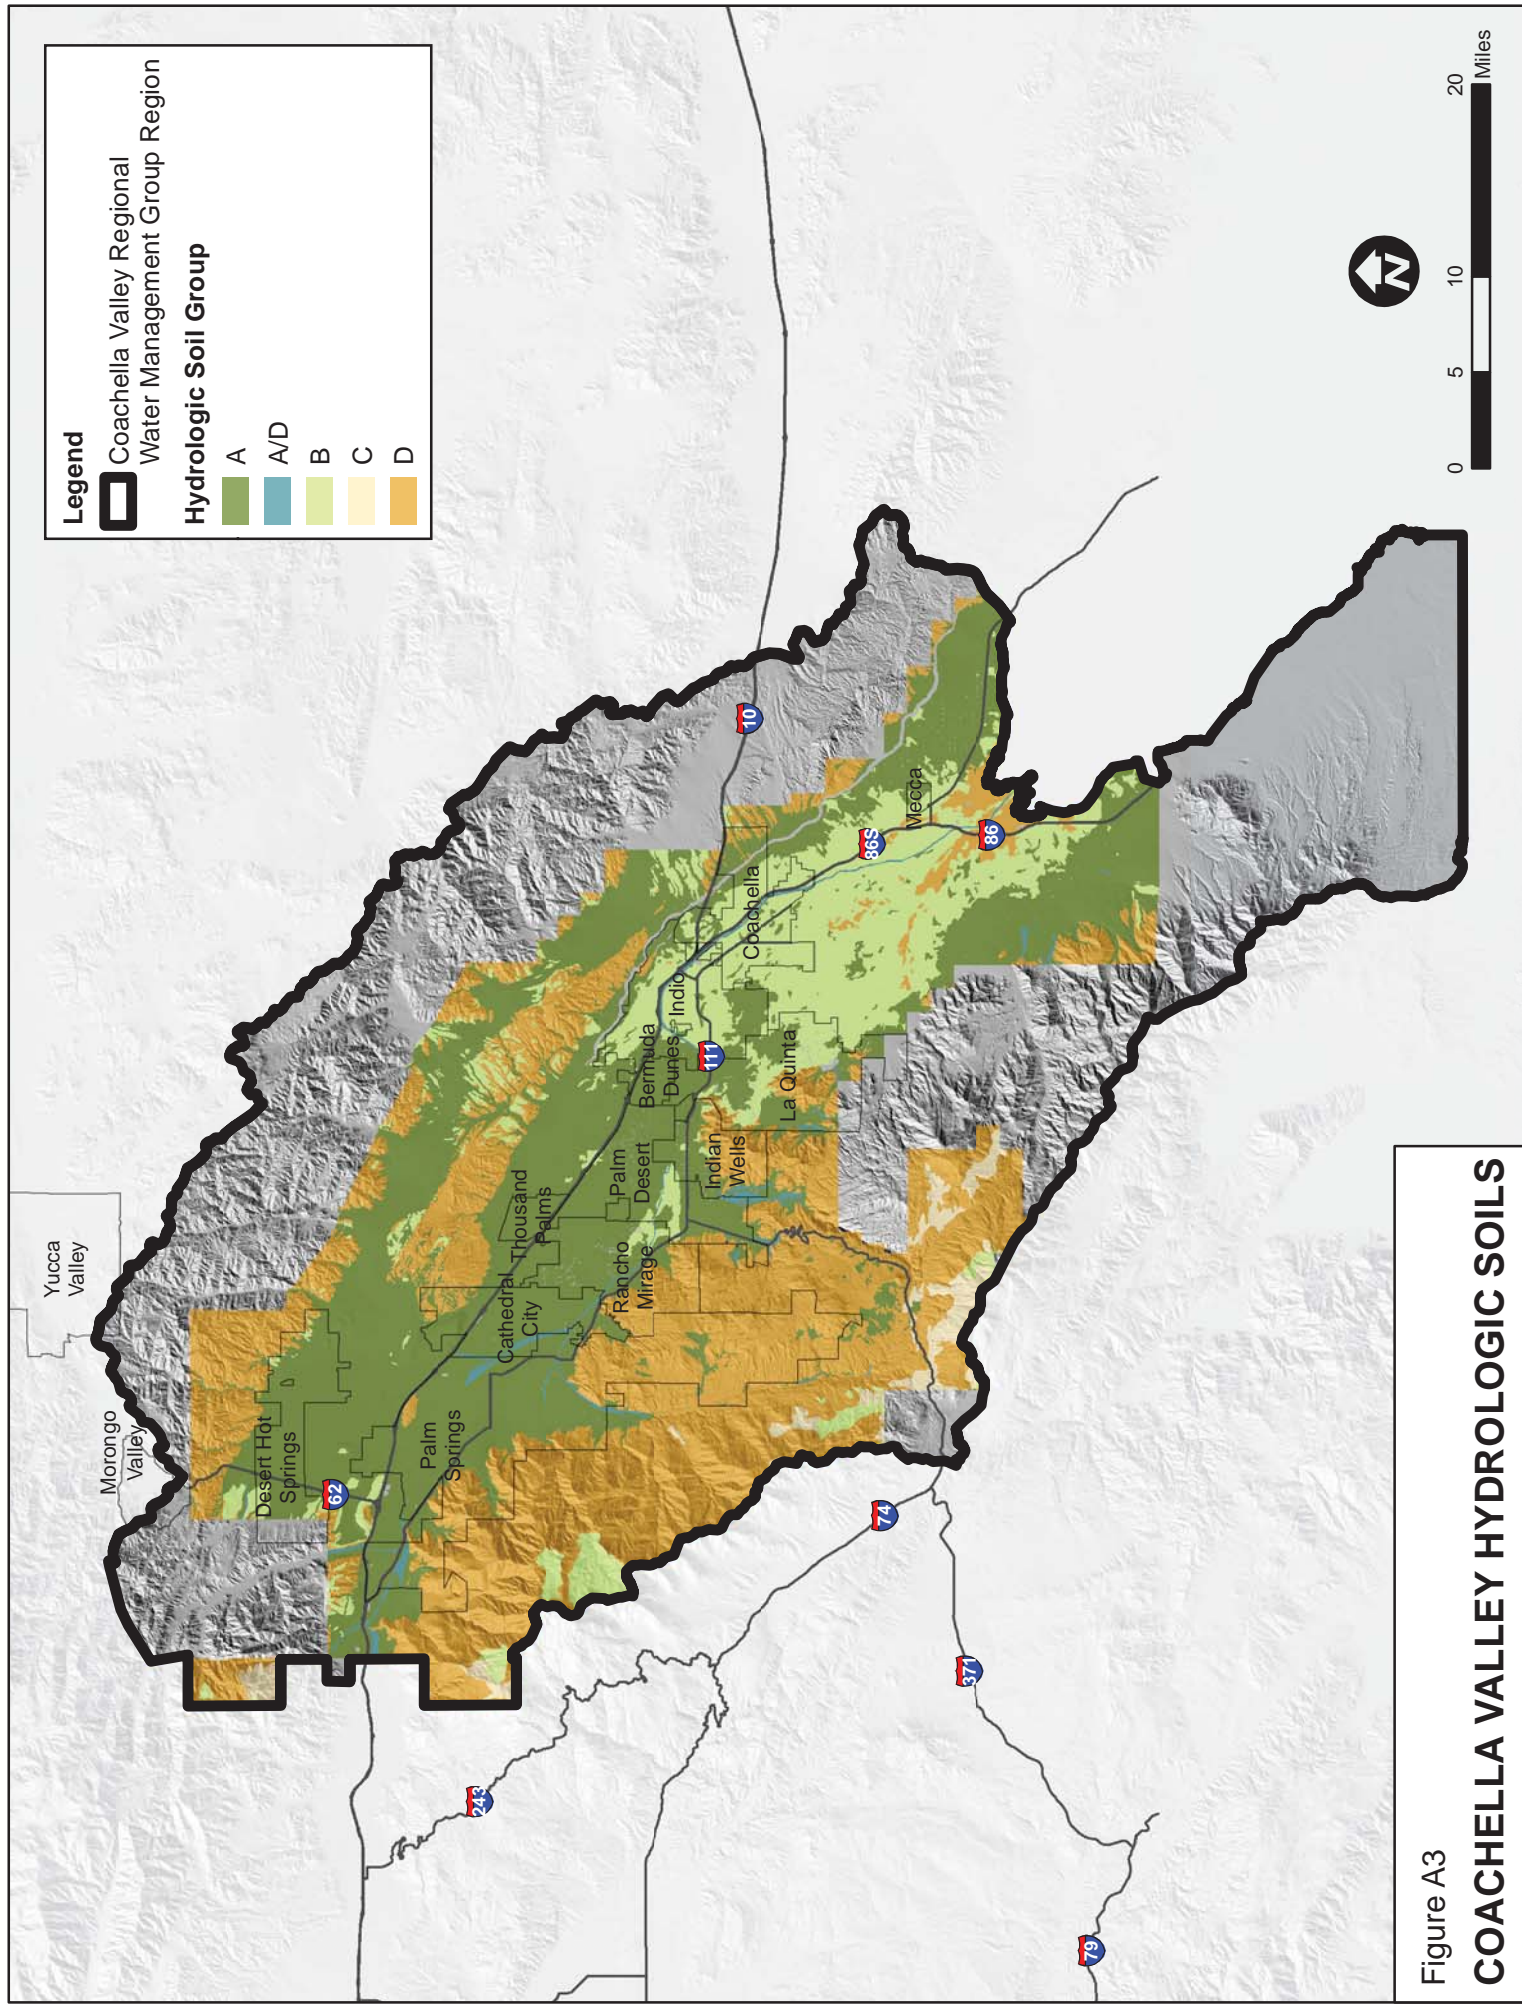 Legend
Coachella Valley Regional
Water Management Group Region
Hydrologic Soil Group
A
A/D
B
C
D
Yucca
Valley
Morongo
Valley
Desert Hot
Springs
62
Palm
Springs
Cathedral
City
Thousand
Palms
Rancho
Mirage
Palm
Desert
Bermuda
Dunes
Indio
111
Indian
Wells
La Quinta
Coachella
10
86S
Mecca
86
243
74
371
79
N
0
5
10
20
Miles
Figure A3
COACHELLA VALLEY HYDROLOGIC SOILS